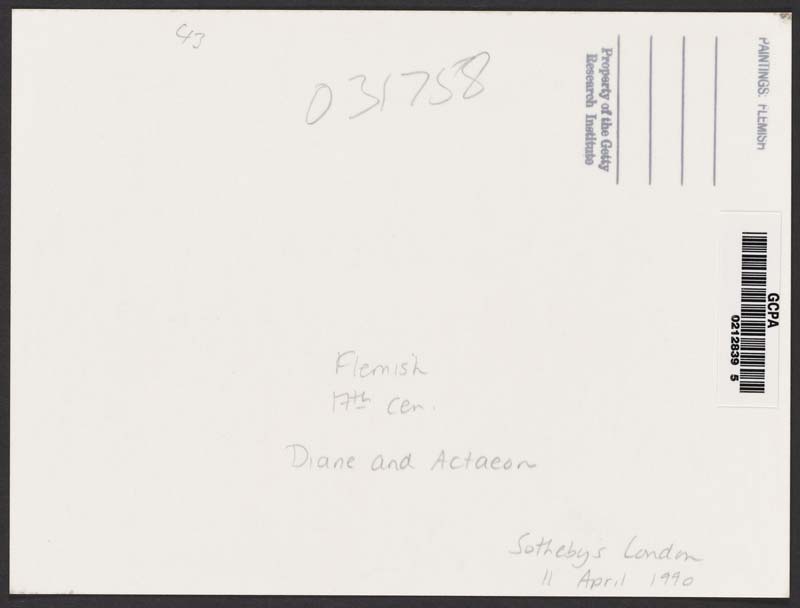 43
031758
Property of the Getty
Research Institute
PAINTINGS: FLEMISH
GCPA
0212839 5
Flemish
17th Cen.
Diane and Actaeon
Sotheby's London
11 April 1990